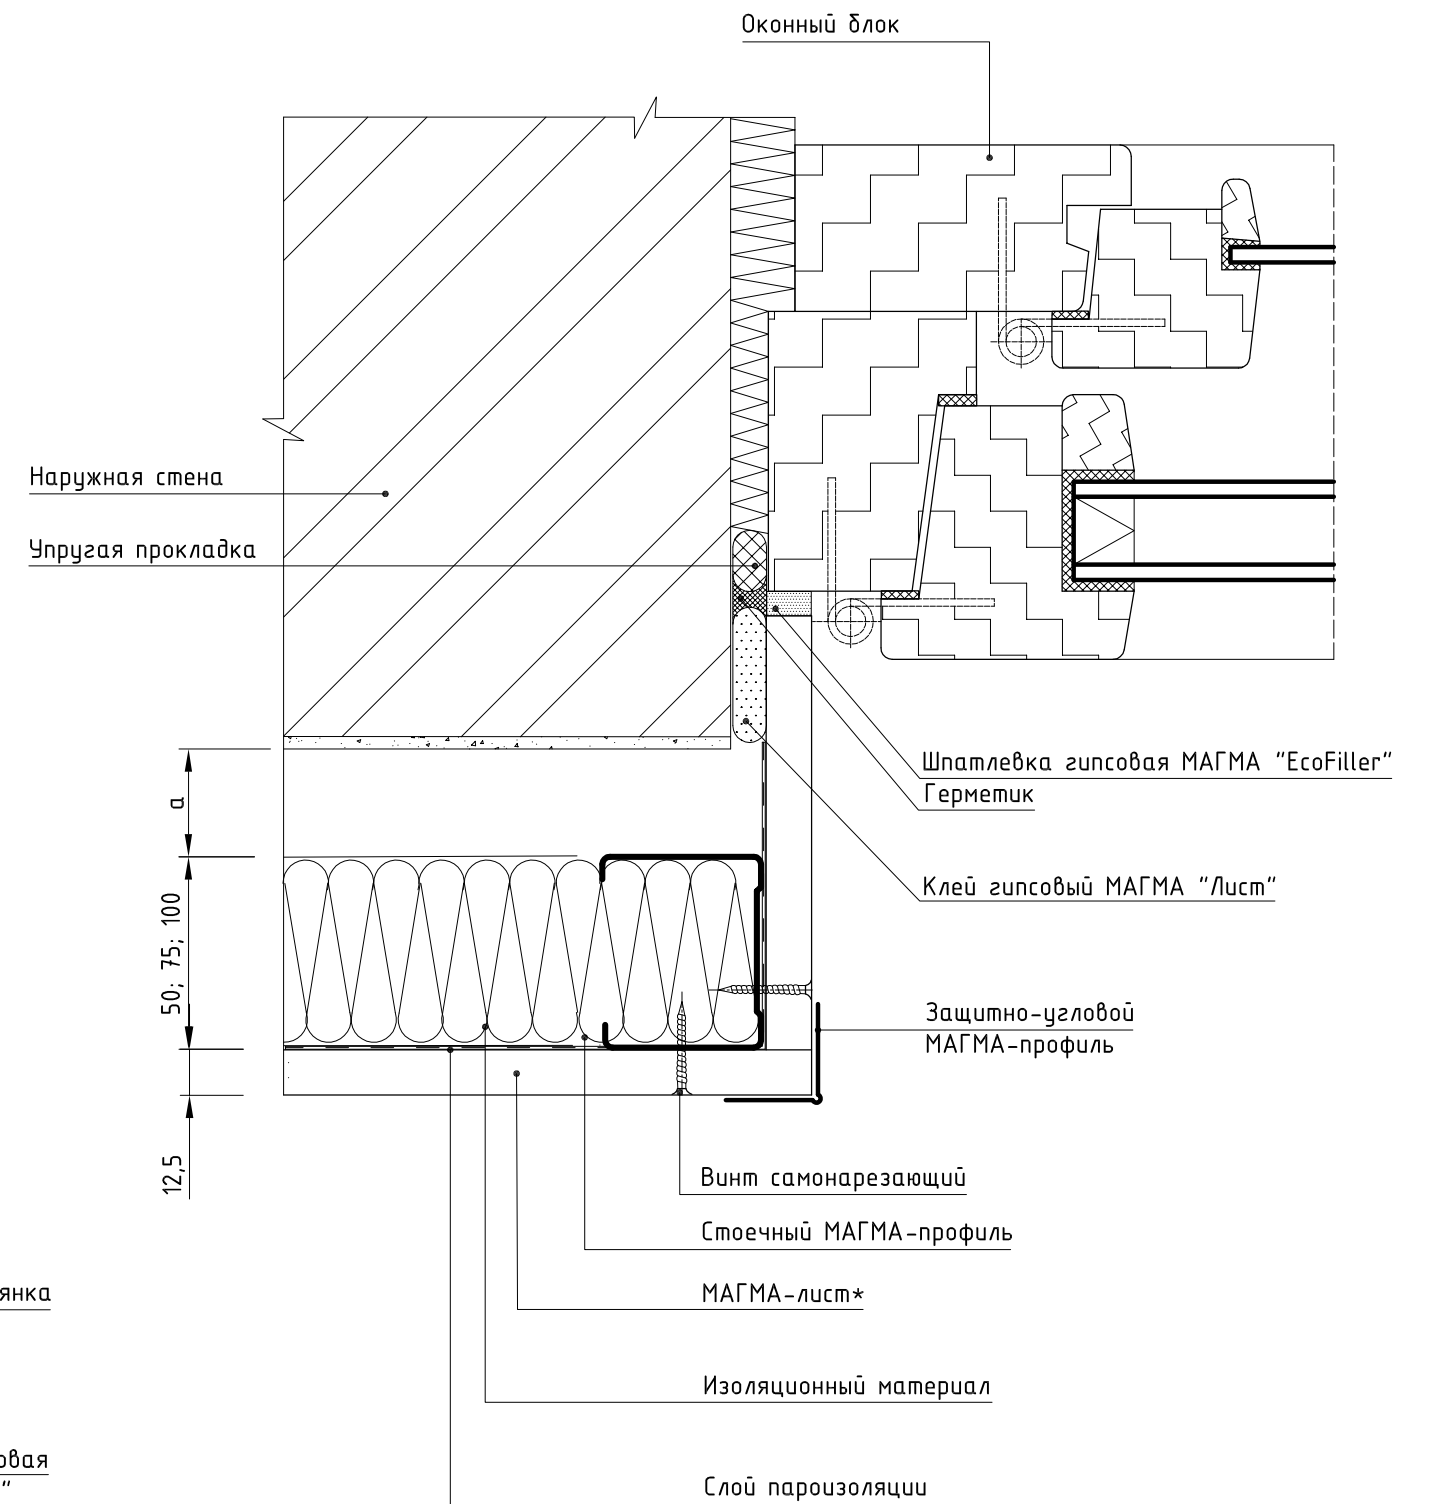 Оконный блок
Наружная стена
Упругая прокладка
Шпатлевка гипсовая МАГМА "EcoFiller"
Герметик
а
Клей гипсовый МАГМА "Лист"
50; 75; 100
Защитно-угловой
МАГМА-профиль
12,5
Винт самонарезающий
Стоечный МАГМА-профиль
янка
МАГМА-лист*
Изоляционный материал
овая
"
Слой пароизоляции